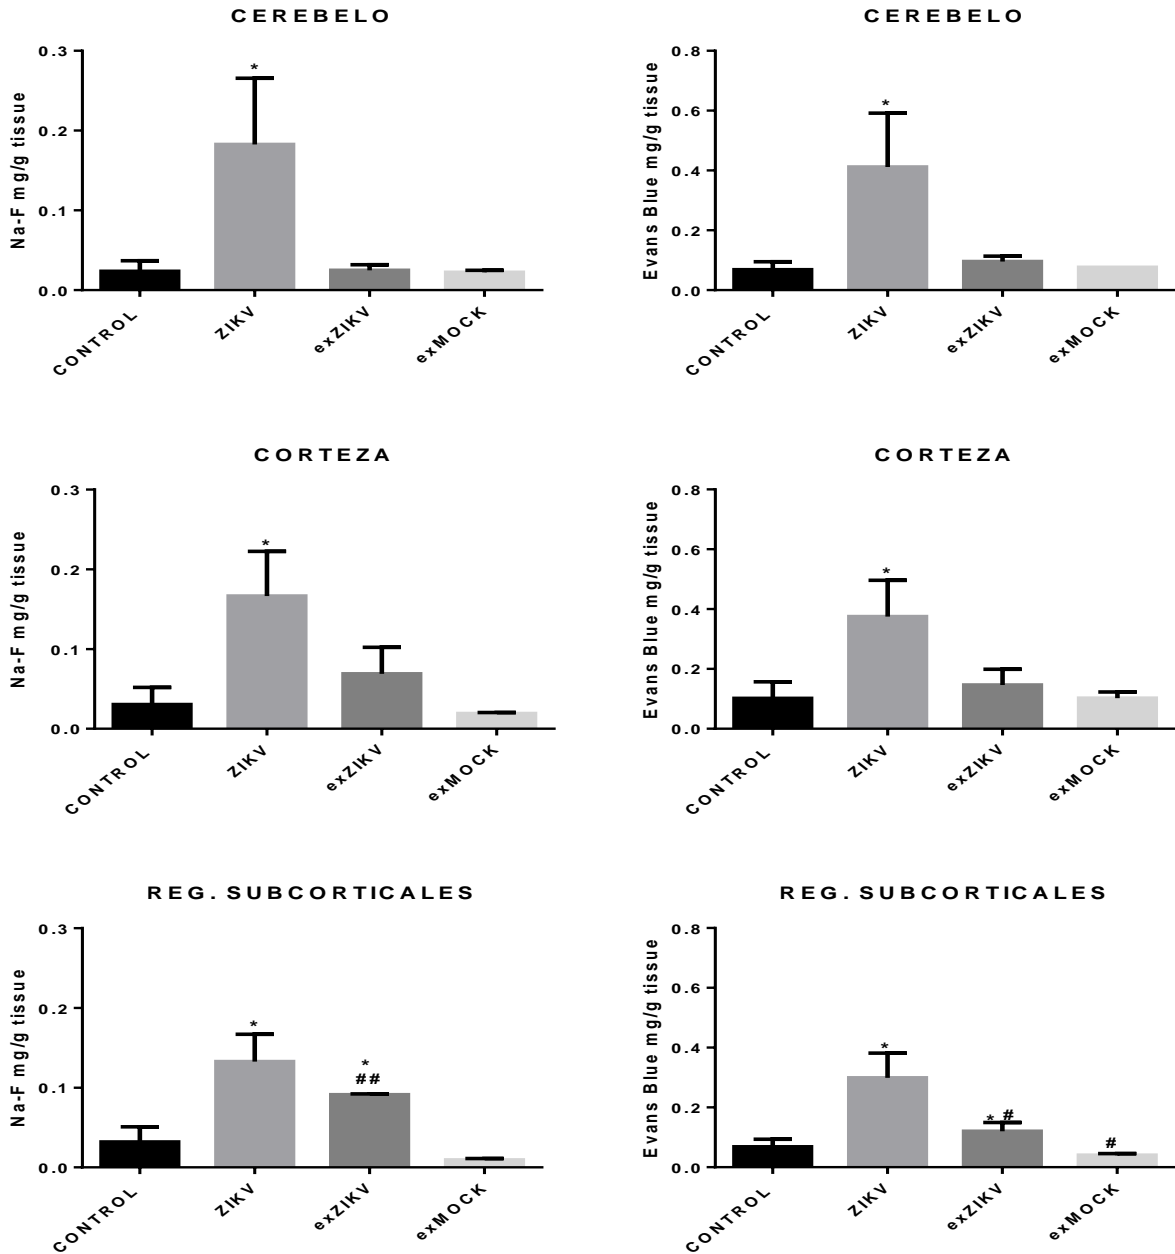 CEREBELO
Na-F mg/g tissue
0.3
*
0.2
0.1
0.0
CONTROL
ZIKV
exZIKV
exMOCK
CEREBELO
Evans Blue mg/g tissue
0.8
*
0.6
0.4
0.2
0.0
CONTROL
ZIKV
exZIKV
exMOCK
CORTEZA
Na-F mg/g tissue
0.3
*
0.2
0.1
0.0
CONTROL
ZIKV
exZIKV
exMOCK
CORTEZA
Evans Blue mg/g tissue
0.8
0.6
*
0.4
0.2
0.0
CONTROL
ZIKV
exZIKV
exMOCK
REG. SUBCORTICALES
Na-F mg/g tissue
0.3
0.2
*
*
##
0.1
0.0
CONTROL
ZIKV
exZIKV
exMOCK
REG. SUBCORTICALES
Evans Blue mg/g tissue
0.8
0.6
0.4
*
0.2
* #
#
0.0
CONTROL
ZIKV
exZIKV
exMOCK